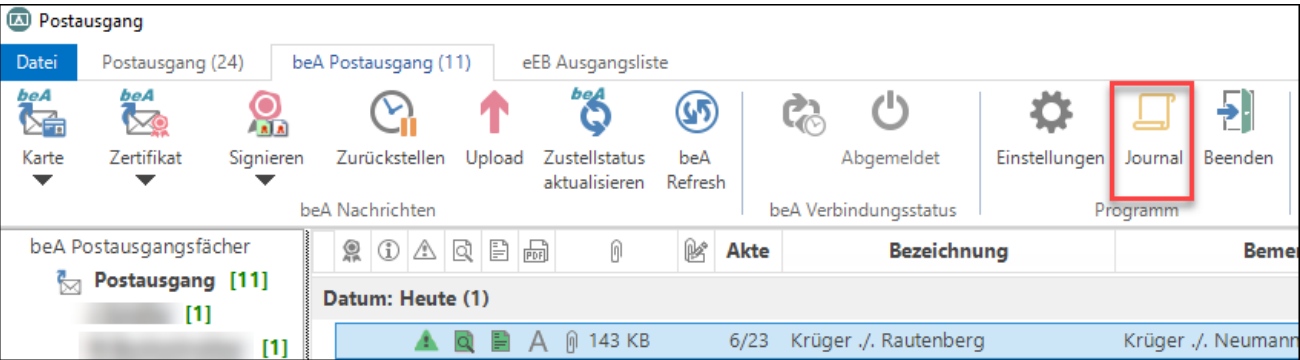 Postausgang
Datei Postausgang (24) beA Postausgang (11) eEB Ausgangsliste
beA beA beA
Karte Zertifikat Signieren Zurückstellen Upload Zustellstatus beA Abgemeldet Einstellungen Journal Beenden
aktualisieren Refresh
beA Nachrichten beA Verbindungsstatus Programm
beA Postausgangsfächer PDF Akte Bezeichnung Bemer
Postausgang [11]
Datum: Heute (1)
[1]
A 143 KB 6/23 Krüger ./. Rautenberg Krüger ./. Neumann
[1]